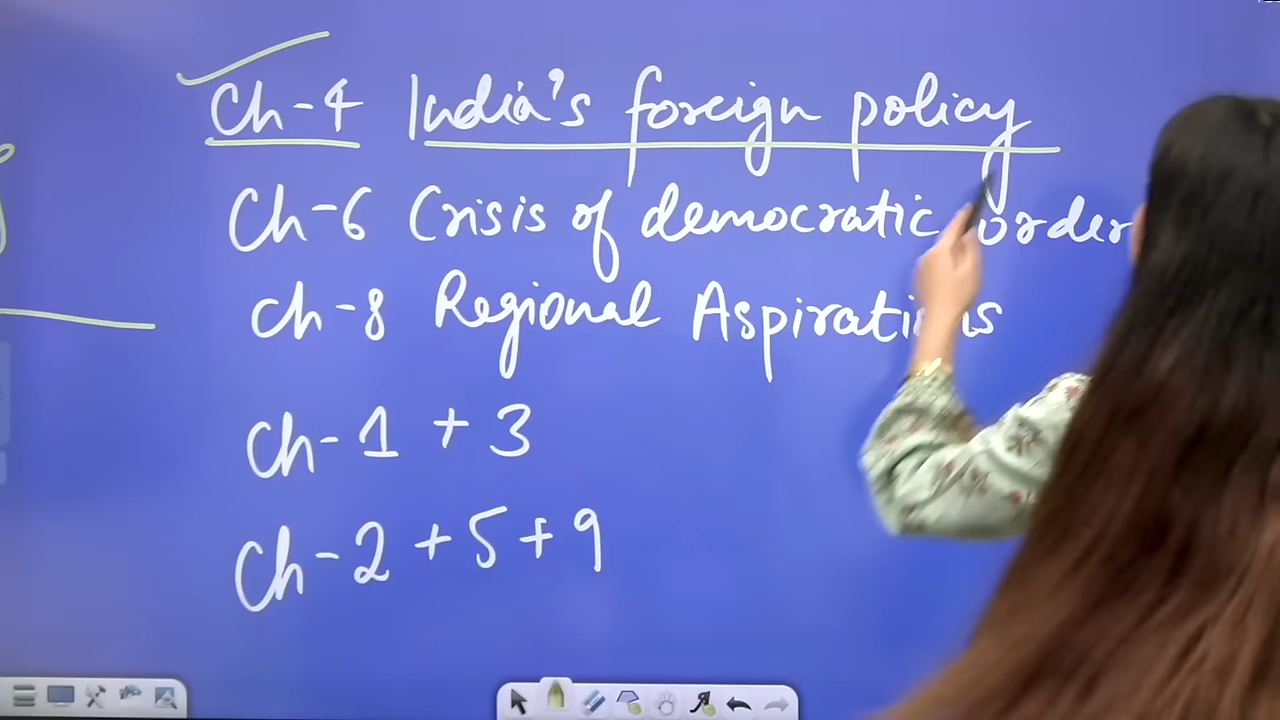 Ch-4 India's foreign policy
Ch-6 Crisis of democratic order
Ch-8 Regional Aspirations
Ch-1 + 3
Ch-2 + 5 + 9